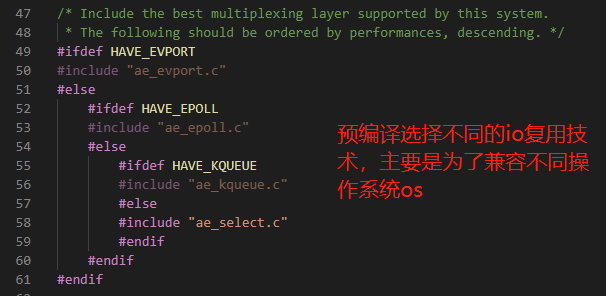 47 /* Include the best multiplexing layer supported by this system.
48  * The following should be ordered by performances, descending. */
49 #ifdef HAVE_EVPORT
50 #include "ae_evport.c"
51 #else
52     #ifdef HAVE_EPOLL
53     #include "ae_epoll.c"
54     #else
55         #ifdef HAVE_KQUEUE
56         #include "ae_kqueue.c"
57         #else
58         #include "ae_select.c"
59         #endif
60     #endif
61 #endif
预编译选择不同的io复用技
术，主要是为了兼容不同操
作系统os